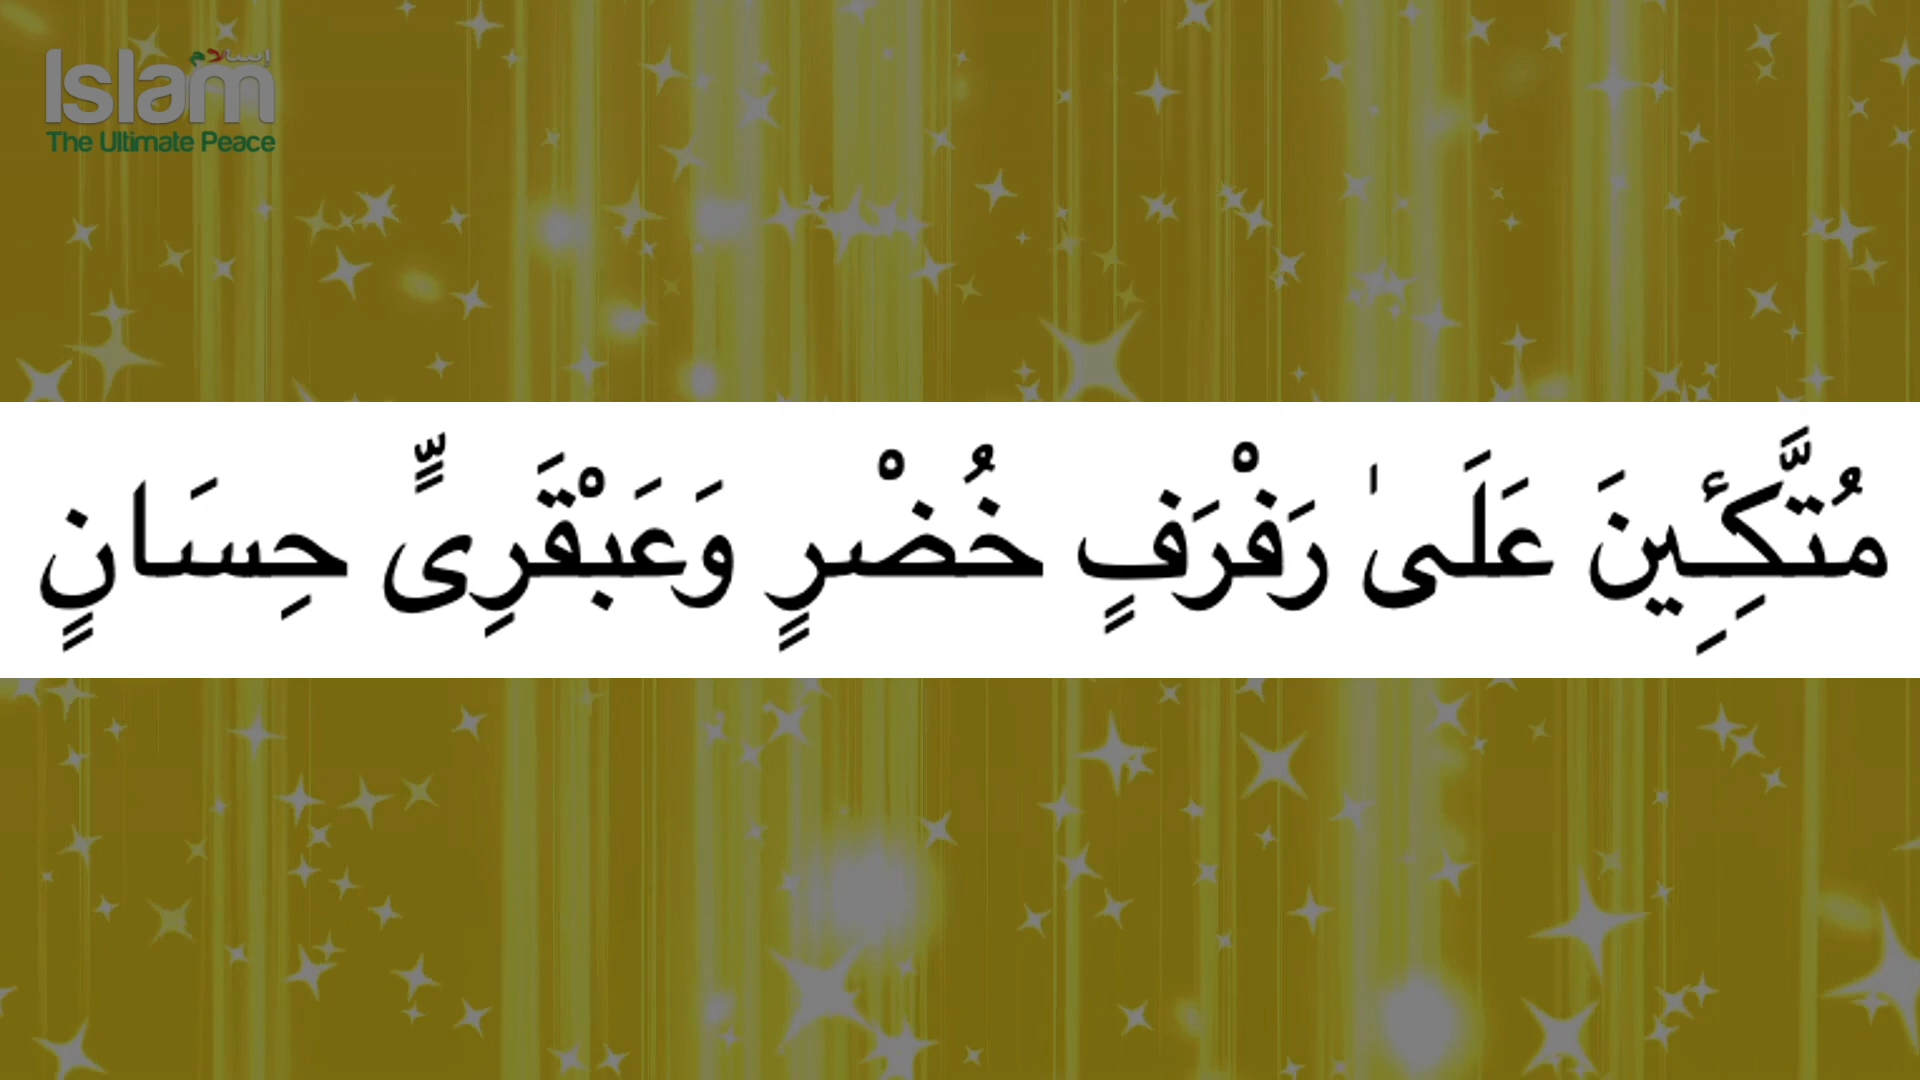 إسلام
Islam
The Ultimate Peace
مُتَّكِـِٔينَ عَلَىٰ رَفْرَفٍ خُضْرٍ وَعَبْقَرِىٍّ حِسَانٍ